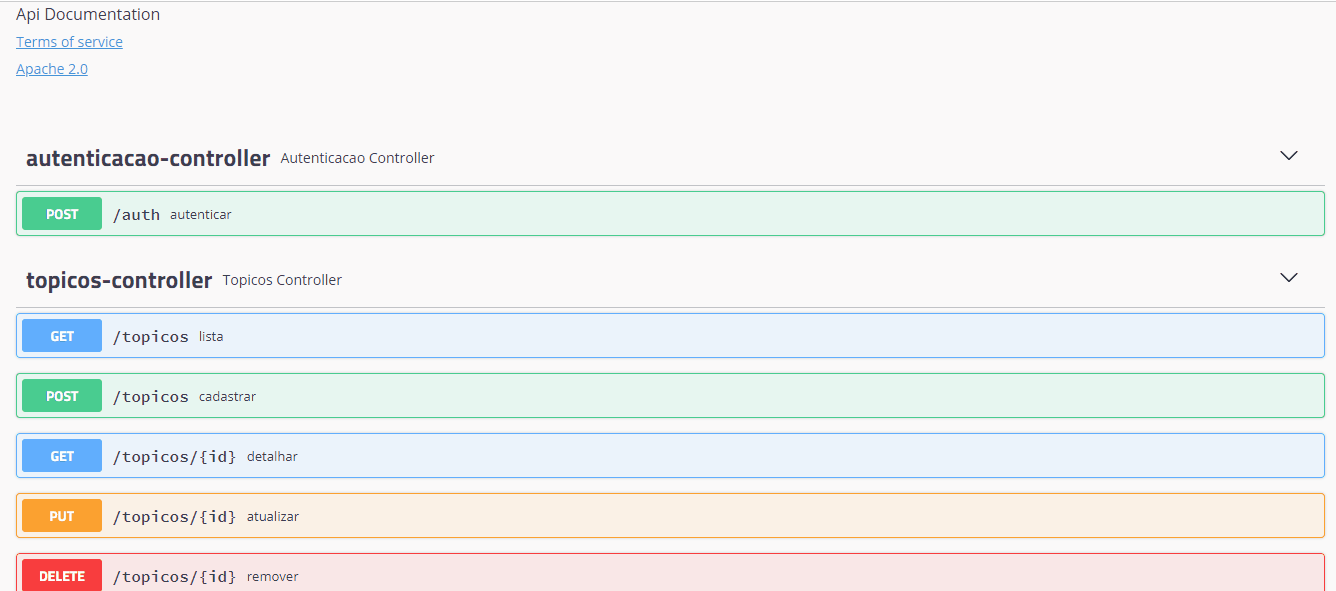 Api Documentation
Terms of service
Apache 2.0
autenticacao-controller Autenticacao Controller
POST /auth autenticar
topicos-controller Topicos Controller
GET /topicos lista
POST /topicos cadastrar
GET /topicos/{id} detalhar
PUT /topicos/{id} atualizar
DELETE /topicos/{id} remover